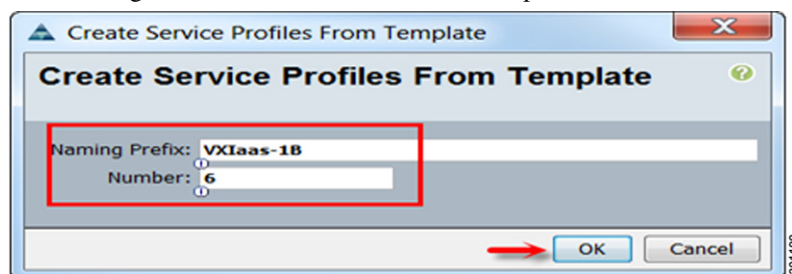 Create Service Profiles From Template
Create Service Profiles From Template
Naming Prefix: VXIaas-1B
Number: 6
OK Cancel